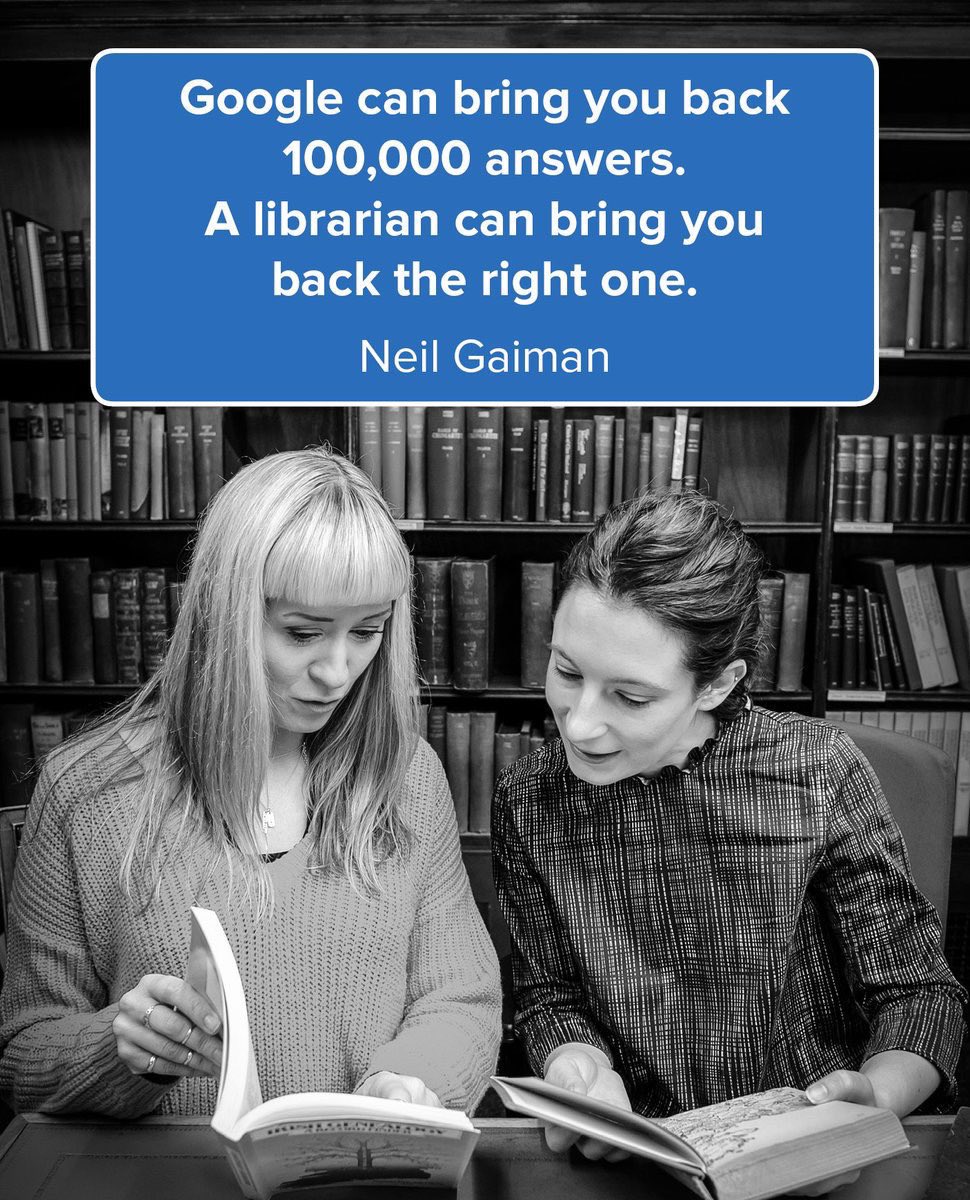 Google can bring you back
100,000 answers.
A librarian can bring you
back the right one.
Neil Gaiman